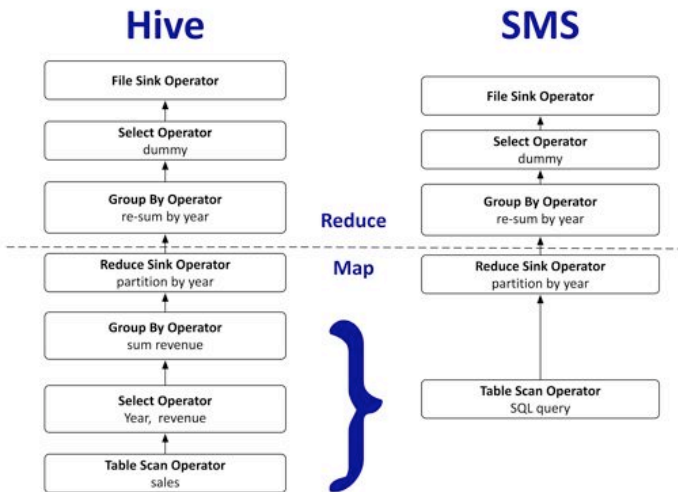 Hive
SMS
File Sink Operator
Select Operator
dummy
Group By Operator
re-sum by year
Reduce Sink Operator
partition by year
Group By Operator
sum revenue
Select Operator
Year, revenue
Table Scan Operator
sales
Reduce
Map
File Sink Operator
Select Operator
dummy
Group By Operator
re-sum by year
Reduce Sink Operator
partition by year
Table Scan Operator
SQL query